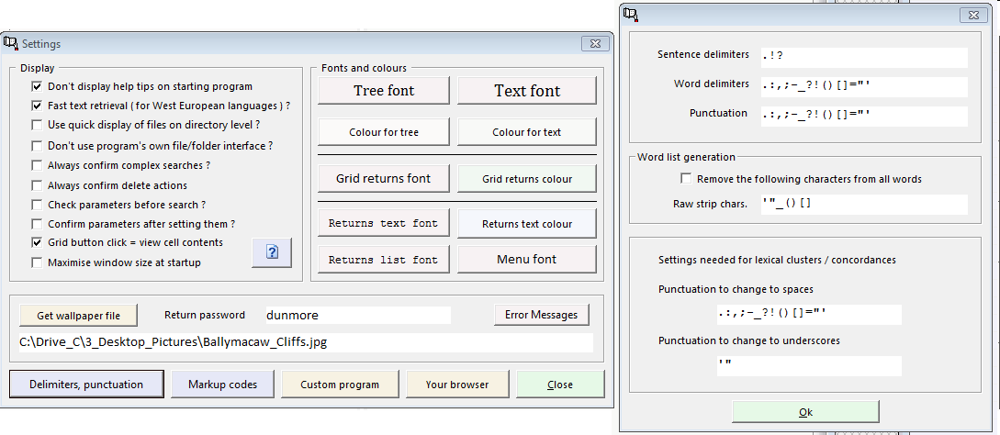 Settings
Display
Don't display help tips on starting program
Fast text retrieval ( for West European languages ) ?
Use quick display of files on directory level ?
Don't use program's own file/folder interface ?
Always confirm complex searches ?
Always confirm delete actions
Check parameters before search ?
Confirm parameters after setting them ?
Grid button click = view cell contents
?
Maximise window size at startup
Fonts and colours
Tree font
Text font
Colour for tree
Colour for text
Grid returns font
Grid returns colour
Returns text font
Returns text colour
Returns list font
Menu font
Get wallpaper file
Return password
dunmore
Error Messages
C:\Drive_C\3_Desktop_Pictures\Ballymacaw_Cliffs.jpg
Delimiters, punctuation
Markup codes
Custom program
Your browser
Close
Sentence delimiters
.!?
Word delimiters
.:,;-_?!()[]="'
Punctuation
.:,;-_?!()[]="'
Word list generation
Remove the following characters from all words
Raw strip chars.
'"_()[]
Settings needed for lexical clusters / concordances
Punctuation to change to spaces
.:,;-_?!()[]="'
Punctuation to change to underscores
'"
Ok